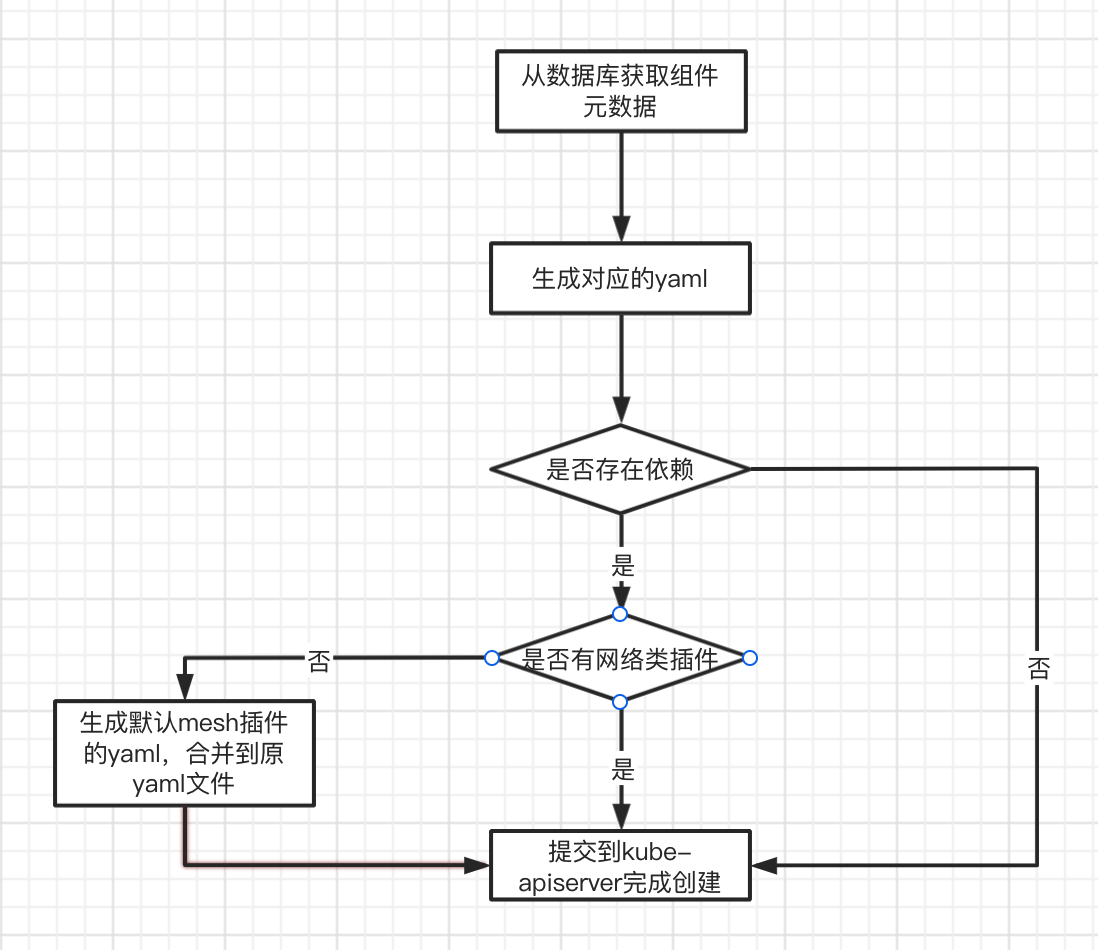 从数据库获取组件
元数据
生成对应的yaml
是否存在依赖
是
是否有网络类插件
否
否
生成默认mesh插件
的yaml，合并到原
yaml文件
是
提交到kube-
apiserver完成创建